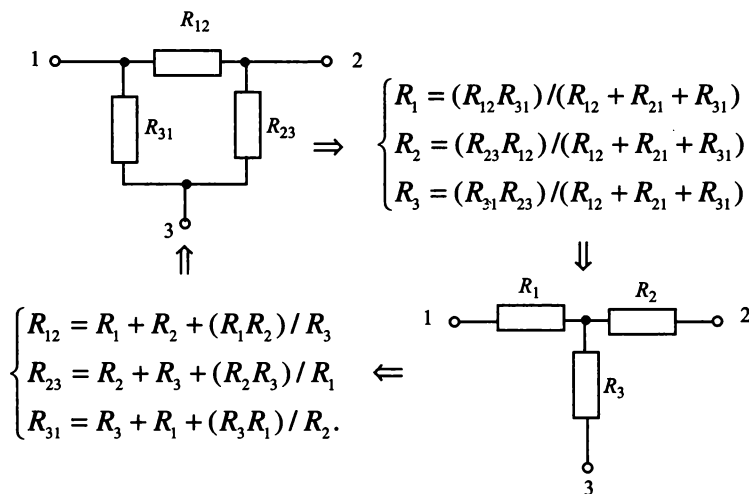 R₁₂
1
2
R₃₁
R₂₃
3
⇒
R₁ = (R₁₂R₃₁)/(R₁₂ + R₂₁ + R₃₁)
R₂ = (R₂₃R₁₂)/(R₁₂ + R₂₁ + R₃₁)
R₃ = (R₃₁R₂₃)/(R₁₂ + R₂₁ + R₃₁)
⇑
⇓
R₁₂ = R₁ + R₂ + (R₁R₂)/R₃
R₂₃ = R₂ + R₃ + (R₂R₃)/R₁
R₃₁ = R₃ + R₁ + (R₃R₁)/R₂.
⇐
R₁
R₂
1
2
R₃
3